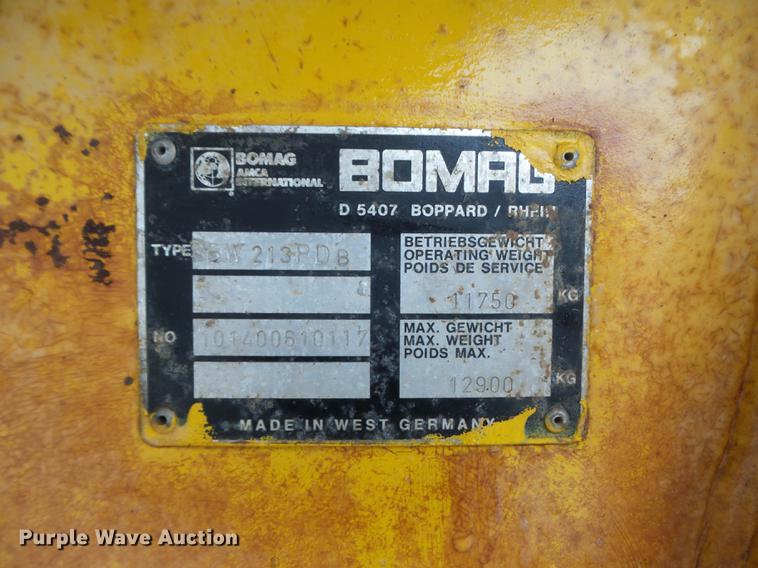 BOMAG
AMCA
INTERNATIONAL
BOMAG
D 5407 BOPPARD / RHEIN
TYPE BW 213 PDB
BETRIEBSGEWICHT
OPERATING WEIGHT
POIDS DE SERVICE
11750 KG
NO 101400610117
MAX. GEWICHT
MAX. WEIGHT
POIDS MAX.
12900 KG
MADE IN WEST GERMANY
Purple Wave Auction